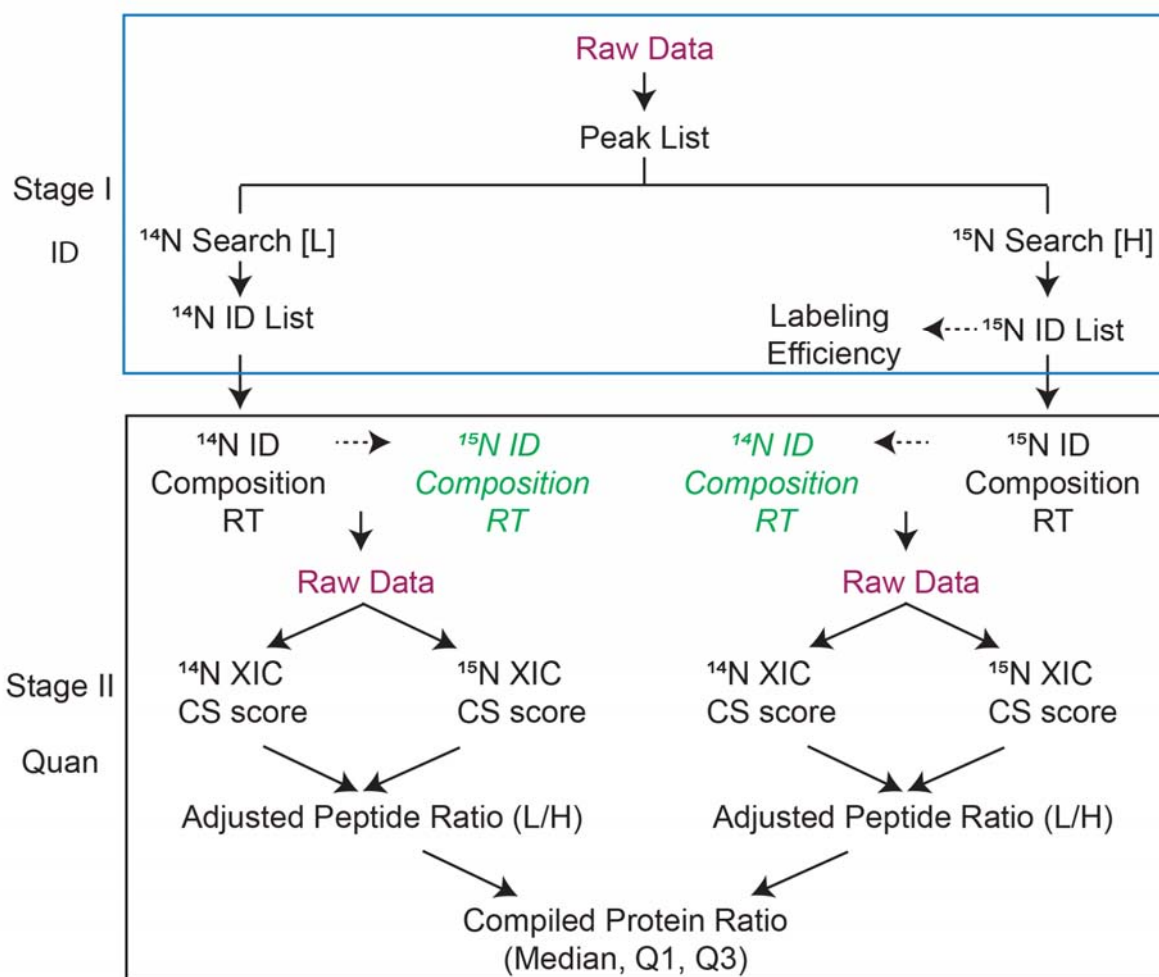 Raw Data
Peak List
Stage I
ID
¹⁴N Search [L]
¹⁵N Search [H]
¹⁴N ID List
Labeling
Efficiency
¹⁵N ID List
¹⁴N ID
Composition
RT
¹⁵N ID
Composition
RT
¹⁴N ID
Composition
RT
¹⁵N ID
Composition
RT
Raw Data
Raw Data
Stage II
Quan
¹⁴N XIC
CS score
¹⁵N XIC
CS score
¹⁴N XIC
CS score
¹⁵N XIC
CS score
Adjusted Peptide Ratio (L/H)
Adjusted Peptide Ratio (L/H)
Compiled Protein Ratio
(Median, Q1, Q3)